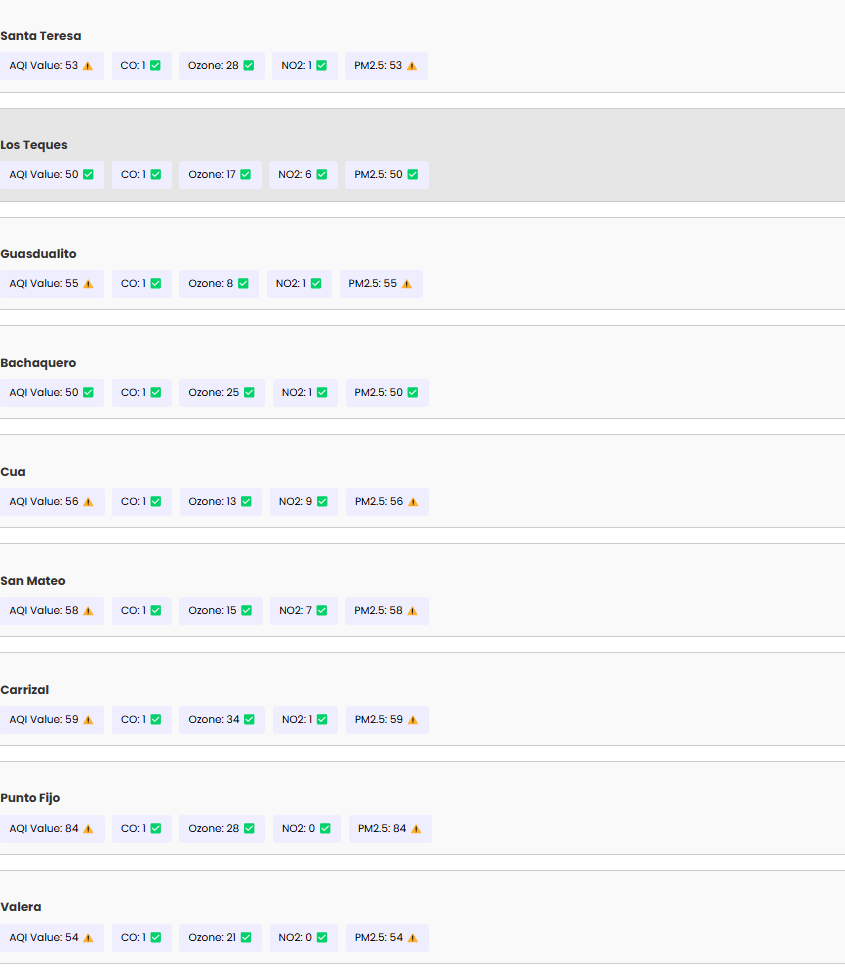 Santa Teresa
AQI Value: 53 ⚠️ CO: 1 ✅ Ozone: 28 ✅ NO2: 1 ✅ PM2.5: 53 ⚠️
Los Teques
AQI Value: 50 ✅ CO: 1 ✅ Ozone: 17 ✅ NO2: 6 ✅ PM2.5: 50 ✅
Guasdualito
AQI Value: 55 ⚠️ CO: 1 ✅ Ozone: 8 ✅ NO2: 1 ✅ PM2.5: 55 ⚠️
Bachaquero
AQI Value: 50 ✅ CO: 1 ✅ Ozone: 25 ✅ NO2: 1 ✅ PM2.5: 50 ✅
Cua
AQI Value: 56 ⚠️ CO: 1 ✅ Ozone: 13 ✅ NO2: 9 ✅ PM2.5: 56 ⚠️
San Mateo
AQI Value: 58 ⚠️ CO: 1 ✅ Ozone: 15 ✅ NO2: 7 ✅ PM2.5: 58 ⚠️
Carrizal
AQI Value: 59 ⚠️ CO: 1 ✅ Ozone: 34 ✅ NO2: 1 ✅ PM2.5: 59 ⚠️
Punto Fijo
AQI Value: 84 ⚠️ CO: 1 ✅ Ozone: 28 ✅ NO2: 0 ✅ PM2.5: 84 ⚠️
Valera
AQI Value: 54 ⚠️ CO: 1 ✅ Ozone: 21 ✅ NO2: 0 ✅ PM2.5: 54 ⚠️